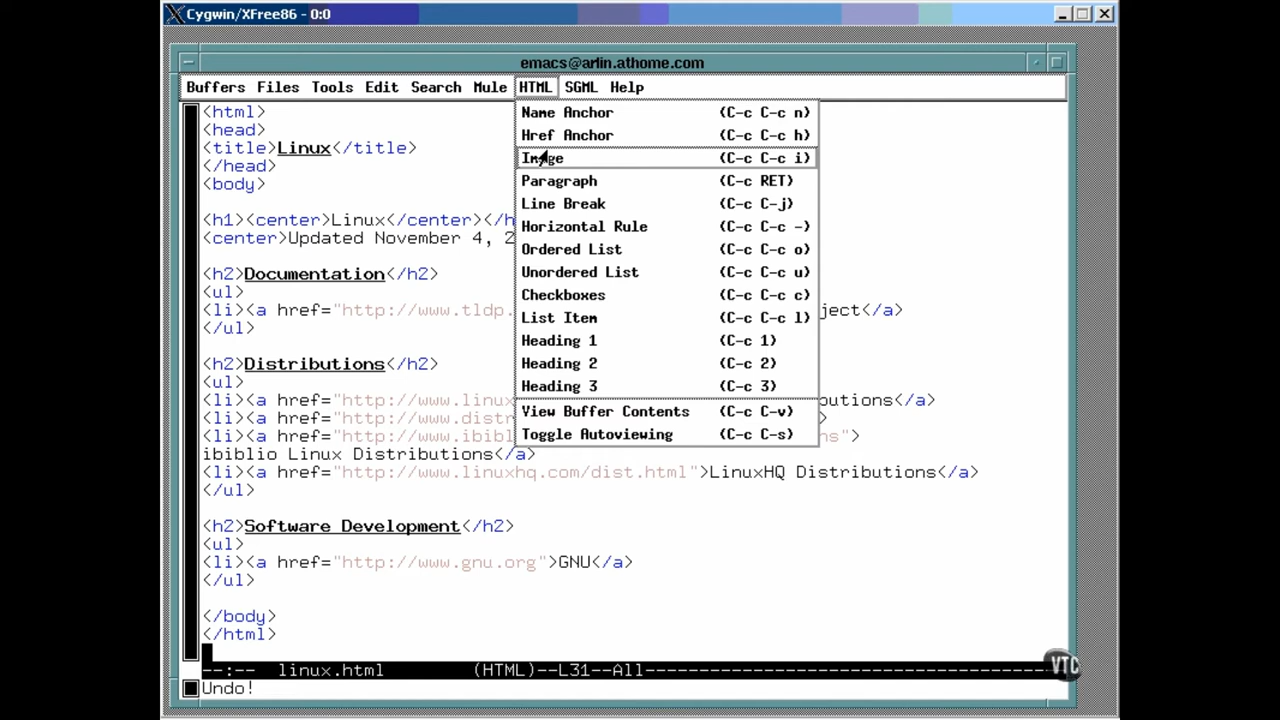 Cygwin/XFree86 - 0:0
emacs@arlin.athome.com
Buffers Files Tools Edit Search Mule HTML SGML Help
Name Anchor (C-c C-c n)
Href Anchor (C-c C-c h)
Image (C-c C-c i)
Paragraph (C-c RET)
Line Break (C-c C-j)
Horizontal Rule (C-c C-c -)
Ordered List (C-c C-c o)
Unordered List (C-c C-c u)
Checkboxes (C-c C-c c)
List Item (C-c C-c l)
Heading 1 (C-c 1)
Heading 2 (C-c 2)
Heading 3 (C-c 3)
View Buffer Contents (C-c C-v)
Toggle Autoviewing (C-c C-s)
<html>
<head>
<title>Linux</title>
</head>
<body>
<h1><center>Linux</center></h
<center>Updated November 4, 2
<h2>Documentation</h2>
<ul>
<li><a href="http://www.tldp. ject</a>
</ul>
<h2>Distributions</h2>
<ul>
<li><a href="http://www.linux butions</a>
<li><a href="http://www.distr >
<li><a href="http://www.ibibl ns">
ibiblio Linux Distributions</a>
<li><a href="http://www.linuxhq.com/dist.html">LinuxHQ Distributions</a>
</ul>
<h2>Software Development</h2>
<ul>
<li><a href="http://www.gnu.org">GNU</a>
</ul>
</body>
</html>
--:-- linux.html (HTML)--L31--All----------------------------------------
Undo!
VTC